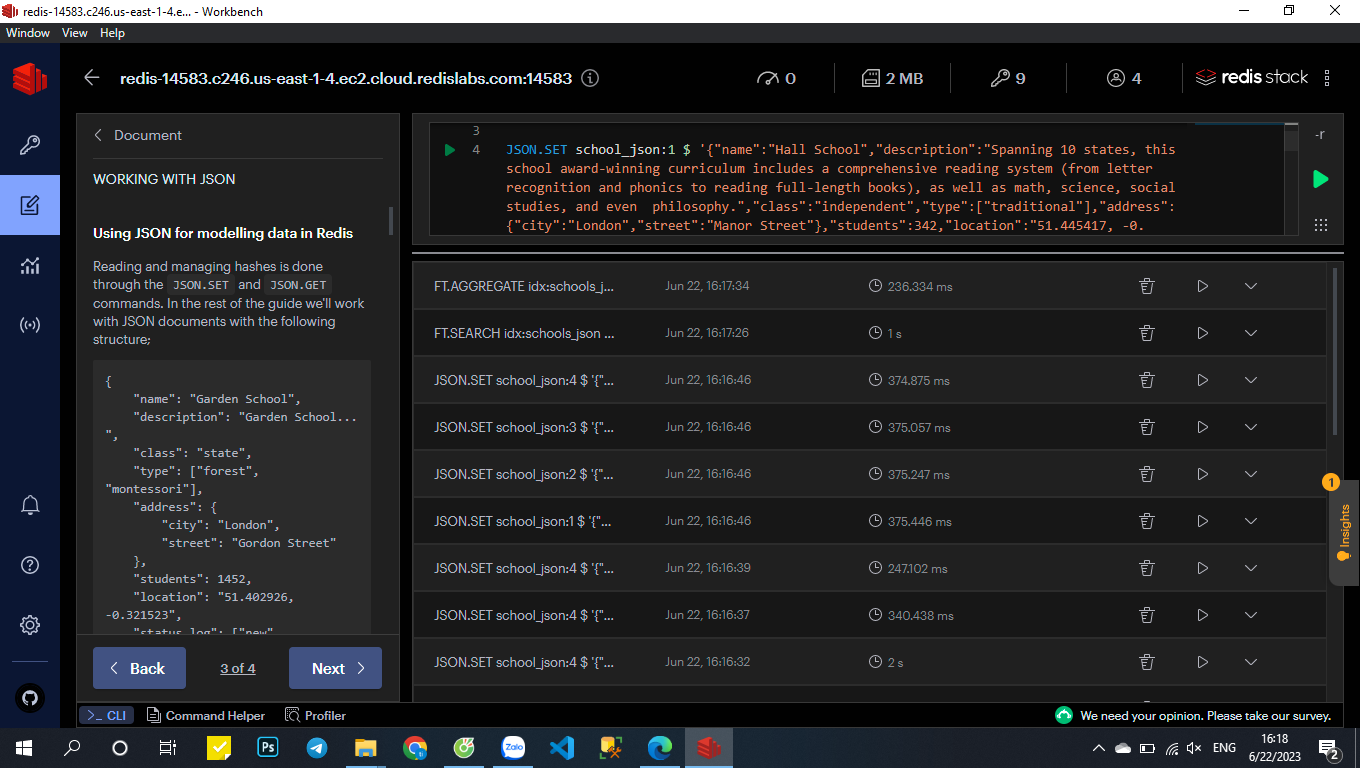 redis-14583.c246.us-east-1-4.e... - Workbench
Window View Help
redis-14583.c246.us-east-1-4.ec2.cloud.redislabs.com:14583
0
2 MB
9
4
redis stack
Document
WORKING WITH JSON
Using JSON for modelling data in Redis
Reading and managing hashes is done
through the JSON.SET and JSON.GET
commands. In the rest of the guide we'll work
with JSON documents with the following
structure;
{
"name": "Garden School",
"description": "Garden School...
",
"class": "state",
"type": ["forest",
"montessori"],
"address": {
"city": "London",
"street": "Gordon Street"
},
"students": 1452,
"location": "51.402926,
-0.321523",
"status_log": ["new"
Back
3 of 4
Next
3
4 JSON.SET school_json:1 $ '{"name":"Hall School","description":"Spanning 10 states, this
school award-winning curriculum includes a comprehensive reading system (from letter
recognition and phonics to reading full-length books), as well as math, science, social
studies, and even  philosophy.","class":"independent","type":["traditional"],"address":
{"city":"London","street":"Manor Street"},"students":342,"location":"51.445417, -0.
-r
FT.AGGREGATE idx:schools_j... Jun 22, 16:17:34 236.334 ms
FT.SEARCH idx:schools_json ... Jun 22, 16:17:26 1 s
JSON.SET school_json:4 $ '{"... Jun 22, 16:16:46 374.875 ms
JSON.SET school_json:3 $ '{"... Jun 22, 16:16:46 375.057 ms
JSON.SET school_json:2 $ '{"... Jun 22, 16:16:46 375.247 ms
JSON.SET school_json:1 $ '{"... Jun 22, 16:16:46 375.446 ms
JSON.SET school_json:4 $ '{"... Jun 22, 16:16:39 247.102 ms
JSON.SET school_json:4 $ '{"... Jun 22, 16:16:37 340.438 ms
JSON.SET school_json:4 $ '{"... Jun 22, 16:16:32 2 s
1
Insights
>_ CLI
Command Helper
Profiler
We need your opinion. Please take our survey.
Ps
Zalo
ENG
16:18
6/22/2023
2